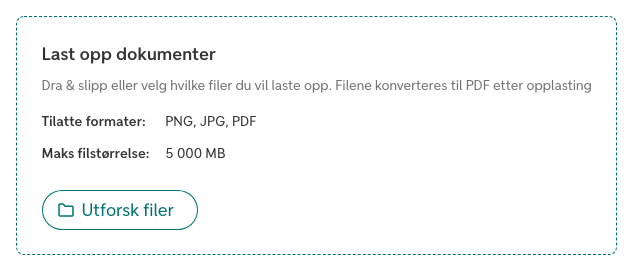 Last opp dokumenter
Dra & slipp eller velg hvilke filer du vil laste opp. Filene konverteres til PDF etter opplasting
Tilatte formater: PNG, JPG, PDF
Maks filstørrelse: 5 000 MB
Utforsk filer